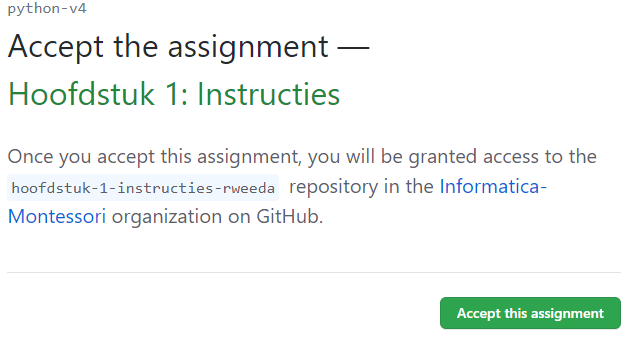 python-v4
Accept the assignment —
Hoofdstuk 1: Instructies
Once you accept this assignment, you will be granted access to the
hoofdstuk-1-instructies-rweeda repository in the Informatica-
Montessori organization on GitHub.
Accept this assignment